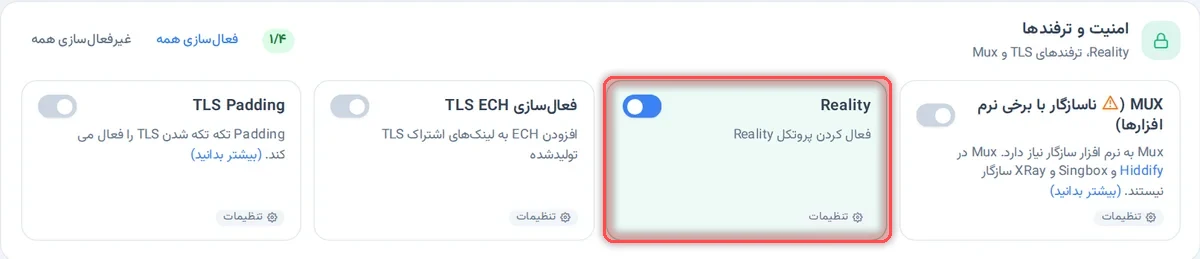 امنیت و ترفندها
Reality، ترفندهای TLS و Mux
۱/۴
فعال‌سازی همه
غیرفعال‌سازی همه
MUX (⚠ ناسازگار با برخی نرم
افزارها)
Mux به نرم افزار سازگار نیاز دارد. Mux در
Hiddify و Singbox و XRay سازگار
نیستند. (بیشتر بدانید)
تنظیمات
Reality
فعال کردن پروتکل Reality
تنظیمات
فعال‌سازی TLS ECH
افزودن ECH به لینک‌های اشتراک TLS
تولیدشده
تنظیمات
TLS Padding
Padding تکه تکه شدن TLS را فعال می
کند. (بیشتر بدانید)
تنظیمات